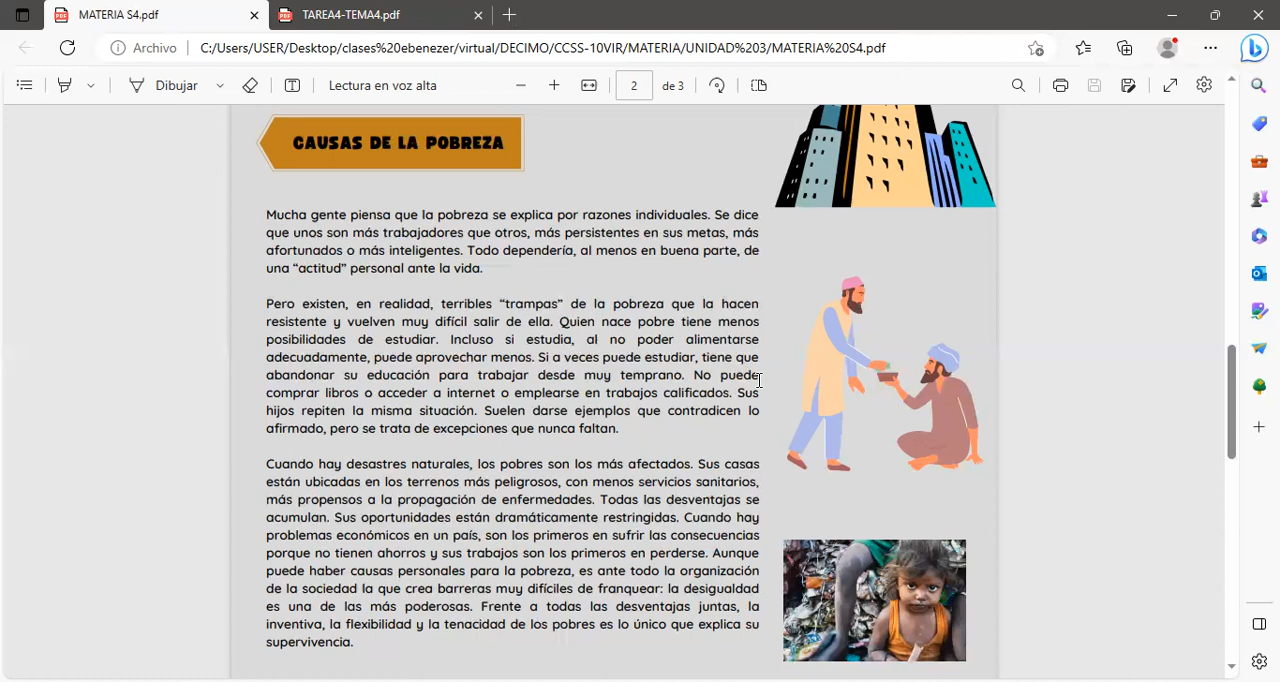 MATERIA S4.pdf
TAREA4-TEMA4.pdf
Archivo
C:/Users/USER/Desktop/clases%20ebenezer/virtual/DECIMO/CCSS-10VIR/MATERIA/UNIDAD%203/MATERIA%20S4.pdf
Dibujar
Lectura en voz alta
2
de 3
CAUSAS DE LA POBREZA
Mucha gente piensa que la pobreza se explica por razones individuales. Se dice
que unos son más trabajadores que otros, más persistentes en sus metas, más
afortunados o más inteligentes. Todo dependería, al menos en buena parte, de
una “actitud” personal ante la vida.
Pero existen, en realidad, terribles “trampas” de la pobreza que la hacen
resistente y vuelven muy difícil salir de ella. Quien nace pobre tiene menos
posibilidades de estudiar. Incluso si estudia, al no poder alimentarse
adecuadamente, puede aprovechar menos. Si a veces puede estudiar, tiene que
abandonar su educación para trabajar desde muy temprano. No puede
comprar libros o acceder a internet o emplearse en trabajos calificados. Sus
hijos repiten la misma situación. Suelen darse ejemplos que contradicen lo
afirmado, pero se trata de excepciones que nunca faltan.
Cuando hay desastres naturales, los pobres son los más afectados. Sus casas
están ubicadas en los terrenos más peligrosos, con menos servicios sanitarios,
más propensos a la propagación de enfermedades. Todas las desventajas se
acumulan. Sus oportunidades están dramáticamente restringidas. Cuando hay
problemas económicos en un país, son los primeros en sufrir las consecuencias
porque no tienen ahorros y sus trabajos son los primeros en perderse. Aunque
puede haber causas personales para la pobreza, es ante todo la organización
de la sociedad la que crea barreras muy difíciles de franquear: la desigualdad
es una de las más poderosas. Frente a todas las desventajas juntas, la
inventiva, la flexibilidad y la tenacidad de los pobres es lo único que explica su
supervivencia.